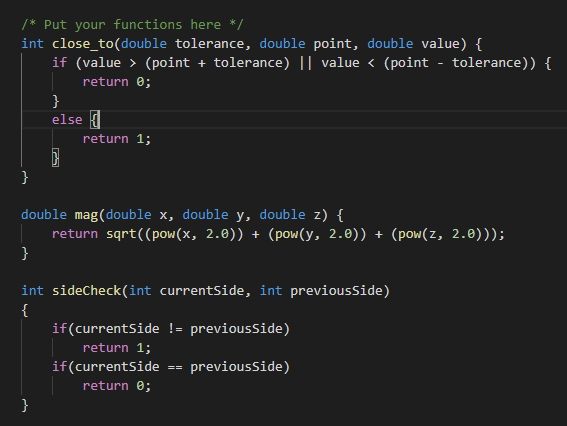 /* Put your functions here */
int close_to(double tolerance, double point, double value) {
    if (value > (point + tolerance) || value < (point - tolerance)) {
        return 0;
    }
    else {
        return 1;
    }
}

double mag(double x, double y, double z) {
    return sqrt((pow(x, 2.0)) + (pow(y, 2.0)) + (pow(z, 2.0)));
}

int sideCheck(int currentSide, int previousSide)
{
    if(currentSide != previousSide)
        return 1;
    if(currentSide == previousSide)
        return 0;
}